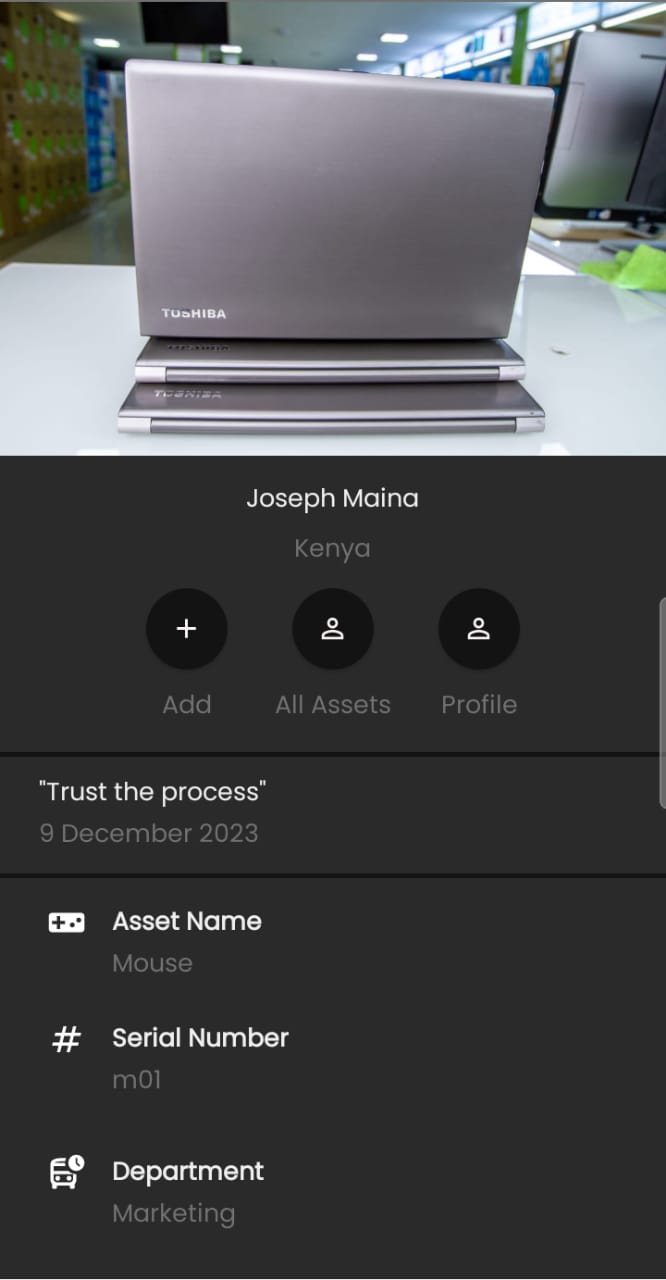 TOSHIBA
TOSHIBA
Joseph Maina
Kenya
Add
All Assets
Profile
"Trust the process"
9 December 2023
Asset Name
Mouse
Serial Number
m01
Department
Marketing